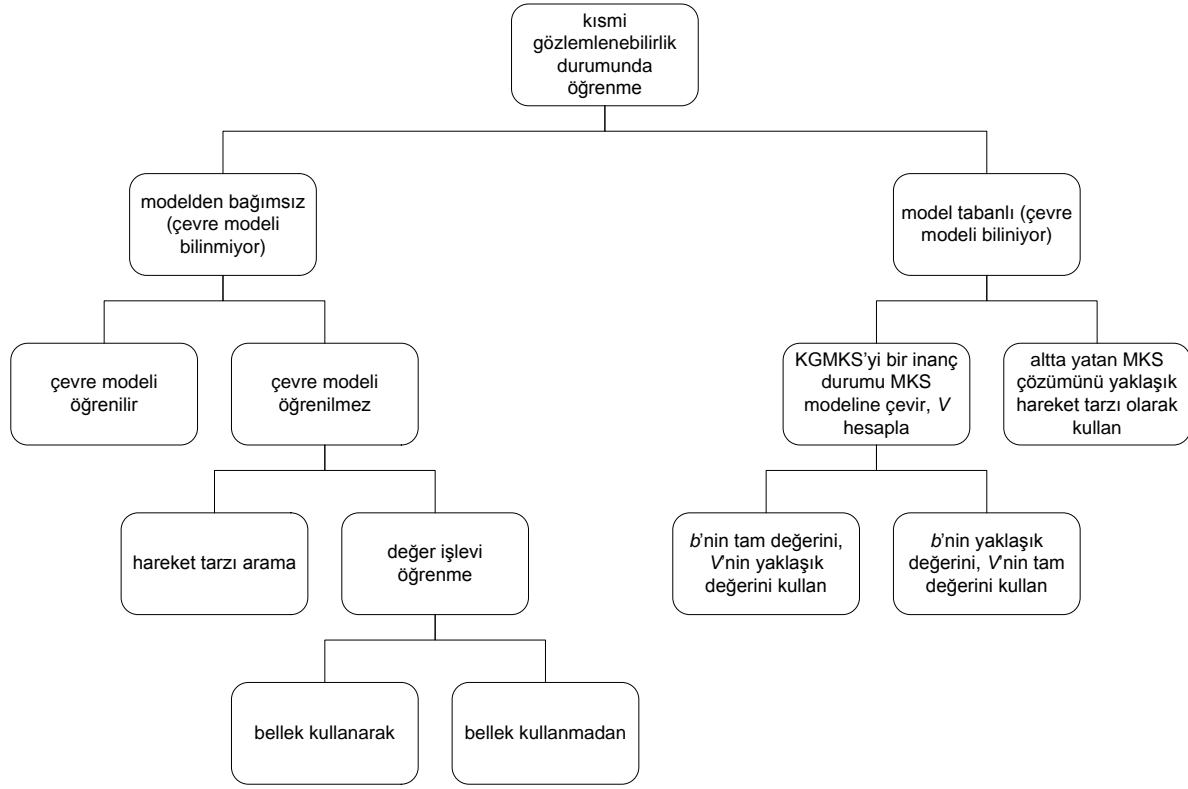 kısmi
gözlemlenebilirlik
durumunda
öğrenme
modelden bağımsız
(çevre modeli
bilinmiyor)
model tabanlı (çevre
modeli biliniyor)
çevre modeli
öğrenilir
çevre modeli
öğrenilmez
KGMKS’yi bir inanç
durumu MKS
modeline çevir, V
hesapla
altta yatan MKS
çözümünü yaklaşık
hareket tarzı olarak
kullan
hareket tarzı arama
değer işlevi
öğrenme
b’nin tam değerini,
V’nin yaklaşık
değerini kullan
b’nin yaklaşık
değerini, V’nin tam
değerini kullan
bellek kullanarak
bellek kullanmadan